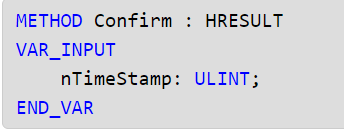 METHOD Confirm : HRESULT
VAR_INPUT
    nTimeStamp: ULINT;
END_VAR